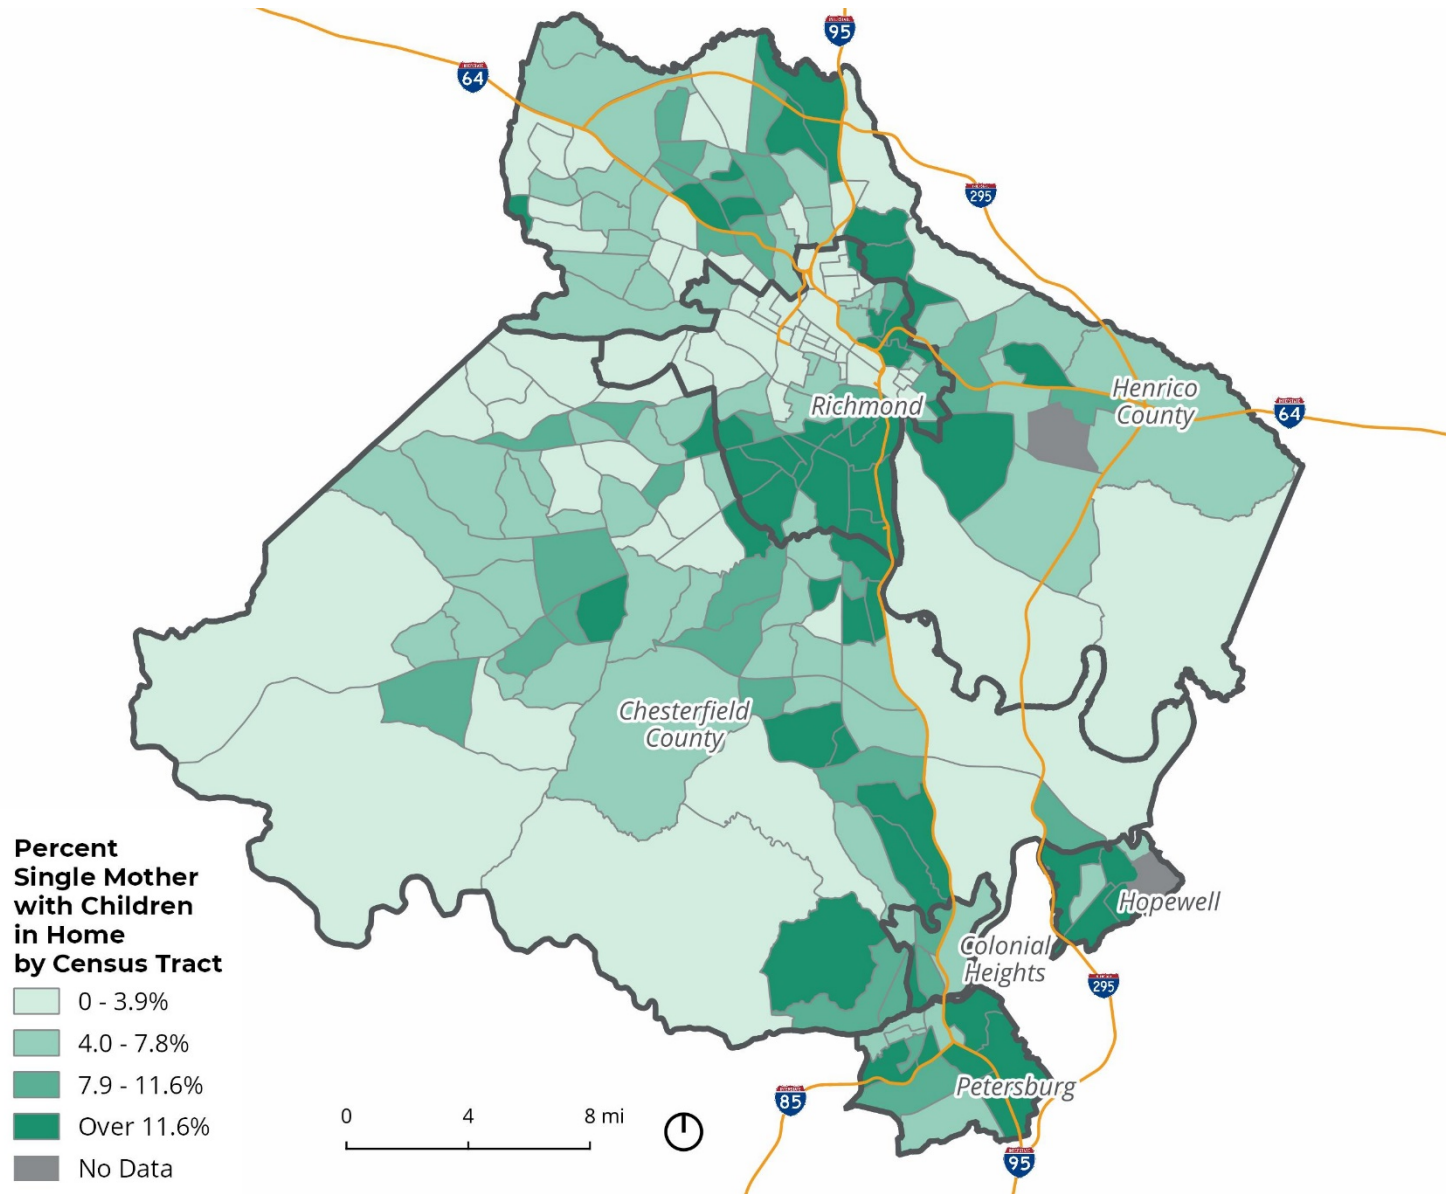 95
64
295
Henrico
County
64
Richmond
Chesterfield
County
Percent
Single Mother
with Children
in Home
by Census Tract
0 - 3.9%
4.0 - 7.8%
7.9 - 11.6%
Over 11.6%
No Data
Hopewell
Colonial
Heights
295
Petersburg
85
0 4 8 mi
95